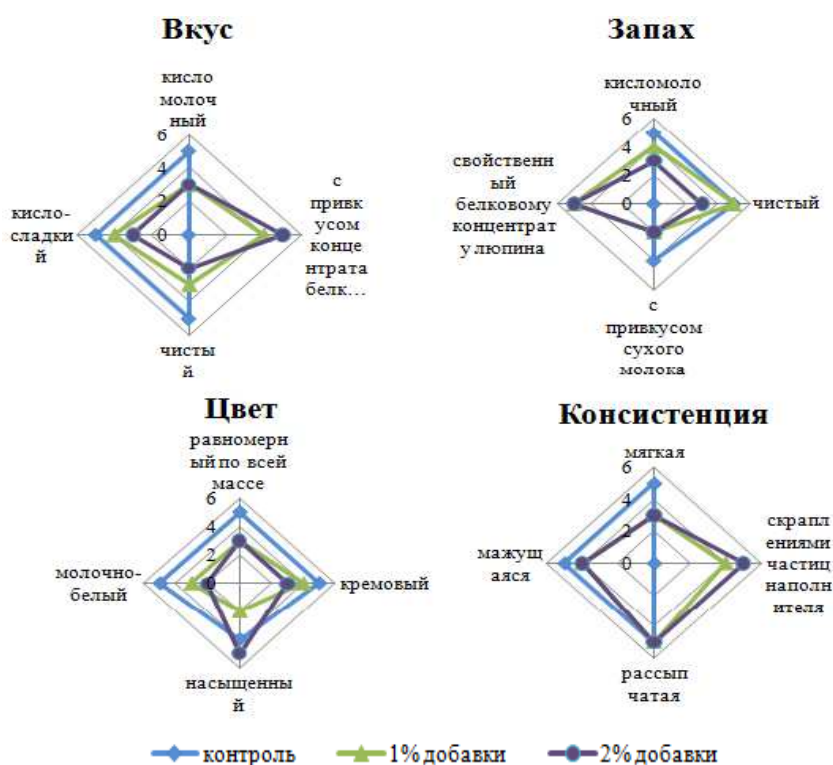 Вкус
кисло
молоч
ный
6
4
2
0
с
привк
усом
конце
нтрата
белк...
чисты
й
кисло-
сладки
й
Запах
кисломоло
чный
6
4
2
0
чистый
с
привкусом
сухого
молока
свойственн
ый
белковому
концентрат
у люпина
Цвет
равномерн
ый по всей
массе
6
4
2
0
кремовый
насыщенны
й
молочно-
белый
Консистенция
мягкая
6
4
2
0
скрапл
ениями
частиц
наполн
ителя
рассып
чатая
мажущ
аяся
контроль
1% добавки
2% добавки